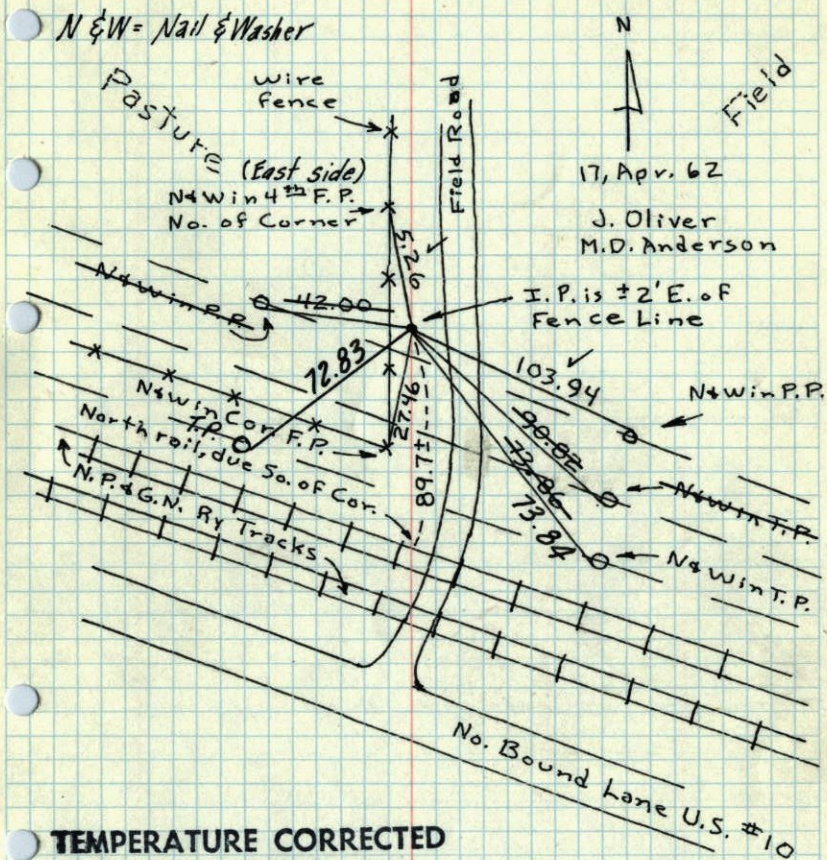 N & W = Nail & Washer
N
Pasture
Wire
fence
Field Road
Field
(East side)
N & W in 4th F.P.
No. of Corner
17, Apr. 62
J. Oliver
M.D. Anderson
5.26
N & W in P.P.
42.00
I.P. is ± 2' E. of
Fence Line
72.83
103.94
N & W in P.P.
N & W in Cor. F.P.
T.P.
27.46
89.7±
90.82
73.86
73.84
N & W in T.P.
N & W in T.P.
North rail, due So. of Cor.
N.P. & G.N. Ry Tracks
No. Bound Lane U.S. #10
TEMPERATURE CORRECTED